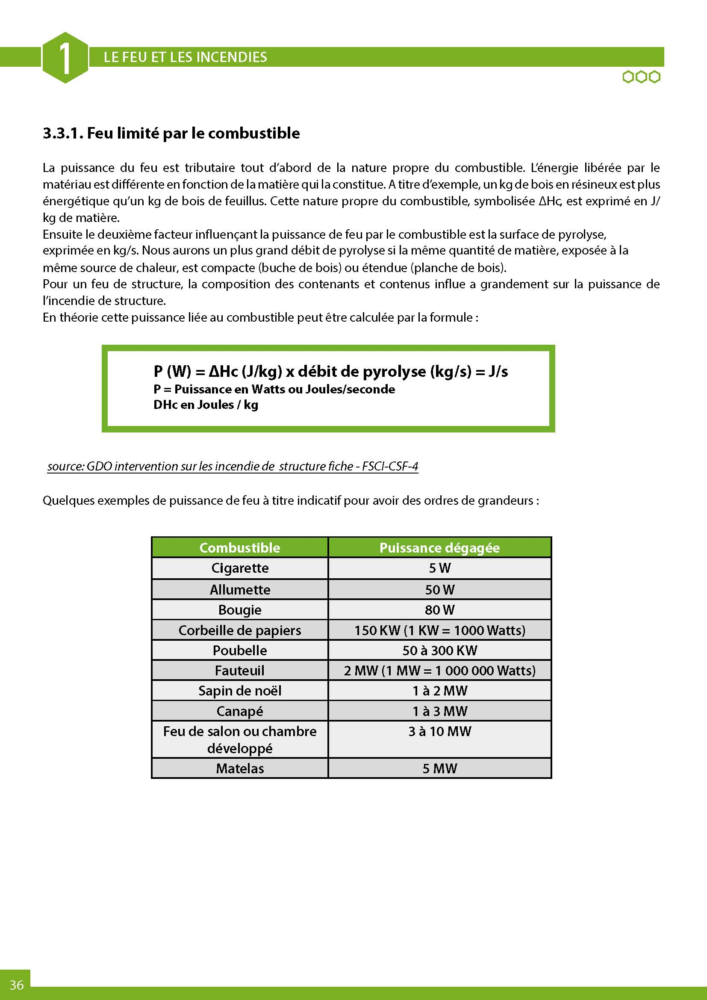 1
LE FEU ET LES INCENDIES
3.3.1. Feu limité par le combustible
La puissance du feu est tributaire tout d’abord de la nature propre du combustible. L’énergie libérée par le
matériau est différente en fonction de la matière qui la constitue. A titre d’exemple, un kg de bois en résineux est plus
énergétique qu’un kg de bois de feuillus. Cette nature propre du combustible, symbolisée ΔHc, est exprimé en J/
kg de matière.
Ensuite le deuxième facteur influençant la puissance de feu par le combustible est la surface de pyrolyse,
exprimée en kg/s. Nous aurons un plus grand débit de pyrolyse si la même quantité de matière, exposée à la
même source de chaleur, est compacte (buche de bois) ou étendue (planche de bois).
Pour un feu de structure, la composition des contenants et contenus influe a grandement sur la puissance de
l’incendie de structure.
En théorie cette puissance liée au combustible peut être calculée par la formule :
P (W) = ΔHc (J/kg) x débit de pyrolyse (kg/s) = J/s
P = Puissance en Watts ou Joules/seconde
DHc en Joules / kg
source: GDO intervention sur les incendie de structure fiche - FSCI-CSF-4
Quelques exemples de puissance de feu à titre indicatif pour avoir des ordres de grandeurs :
Combustible Puissance dégagée
Cigarette 5 W
Allumette 50 W
Bougie 80 W
Corbeille de papiers 150 KW (1 KW = 1000 Watts)
Poubelle 50 à 300 KW
Fauteuil 2 MW (1 MW = 1 000 000 Watts)
Sapin de noël 1 à 2 MW
Canapé 1 à 3 MW
Feu de salon ou chambre 3 à 10 MW
développé
Matelas 5 MW
36